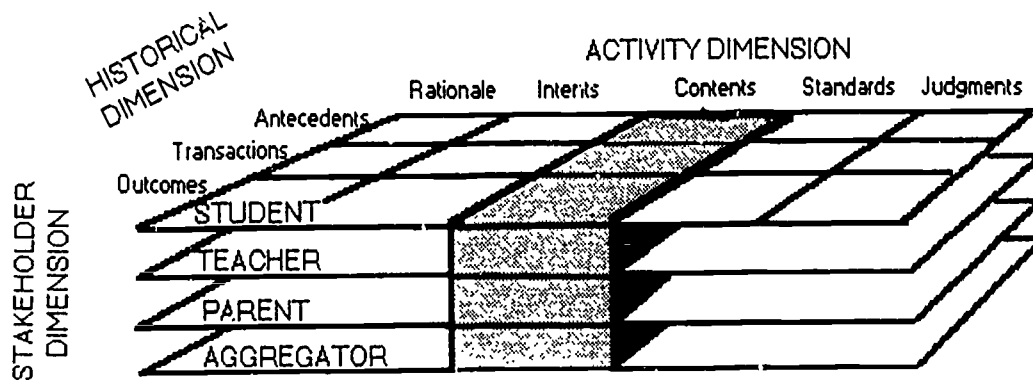 HISTORICAL
DIMENSION
ACTIVITY DIMENSION
Rationale Intents Contents Standards Judgments
Antecedents
Transactions
Outcomes
STAKEHOLDER
DIMENSION
STUDENT
TEACHER
PARENT
AGGREGATOR